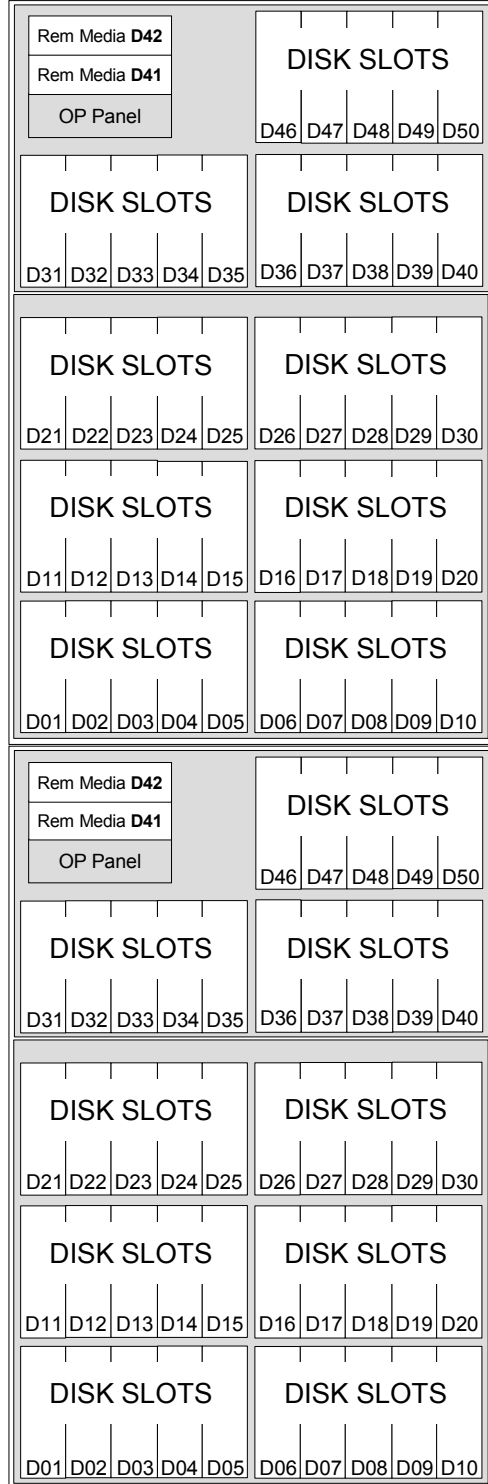 Rem Media D42
Rem Media D41
OP Panel
DISK SLOTS
D46 D47 D48 D49 D50
DISK SLOTS DISK SLOTS
D31 D32 D33 D34 D35 D36 D37 D38 D39 D40
DISK SLOTS DISK SLOTS
D21 D22 D23 D24 D25 D26 D27 D28 D29 D30
DISK SLOTS DISK SLOTS
D11 D12 D13 D14 D15 D16 D17 D18 D19 D20
DISK SLOTS DISK SLOTS
D01 D02 D03 D04 D05 D06 D07 D08 D09 D10
Rem Media D42
Rem Media D41
OP Panel
DISK SLOTS
D46 D47 D48 D49 D50
DISK SLOTS DISK SLOTS
D31 D32 D33 D34 D35 D36 D37 D38 D39 D40
DISK SLOTS DISK SLOTS
D21 D22 D23 D24 D25 D26 D27 D28 D29 D30
DISK SLOTS DISK SLOTS
D11 D12 D13 D14 D15 D16 D17 D18 D19 D20
DISK SLOTS DISK SLOTS
D01 D02 D03 D04 D05 D06 D07 D08 D09 D10